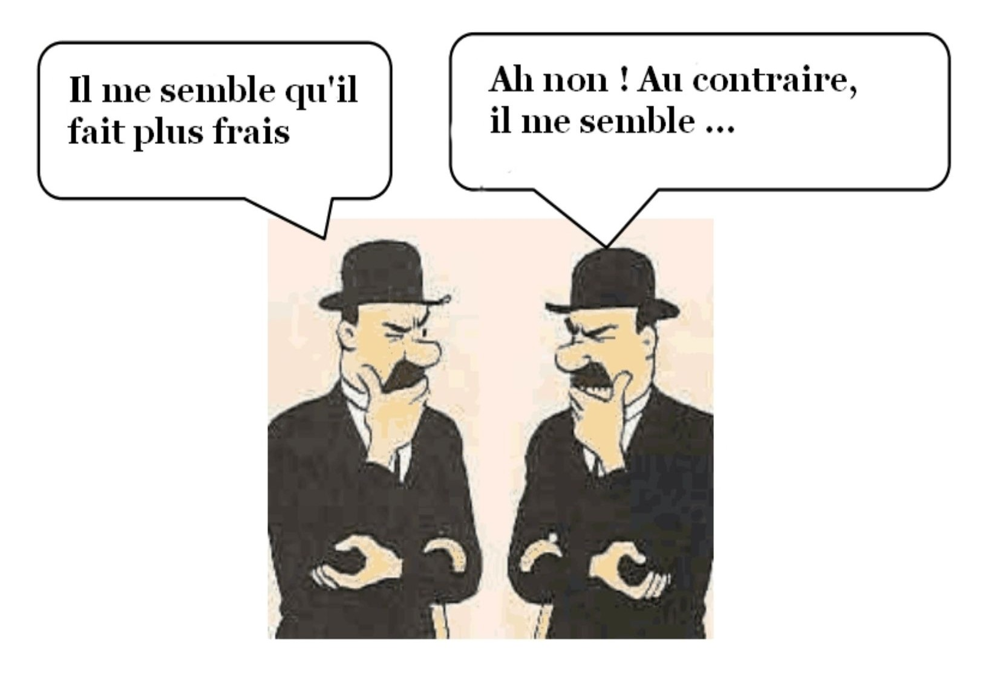 Il me semble qu'il
fait plus frais
Ah non ! Au contraire,
il me semble ...